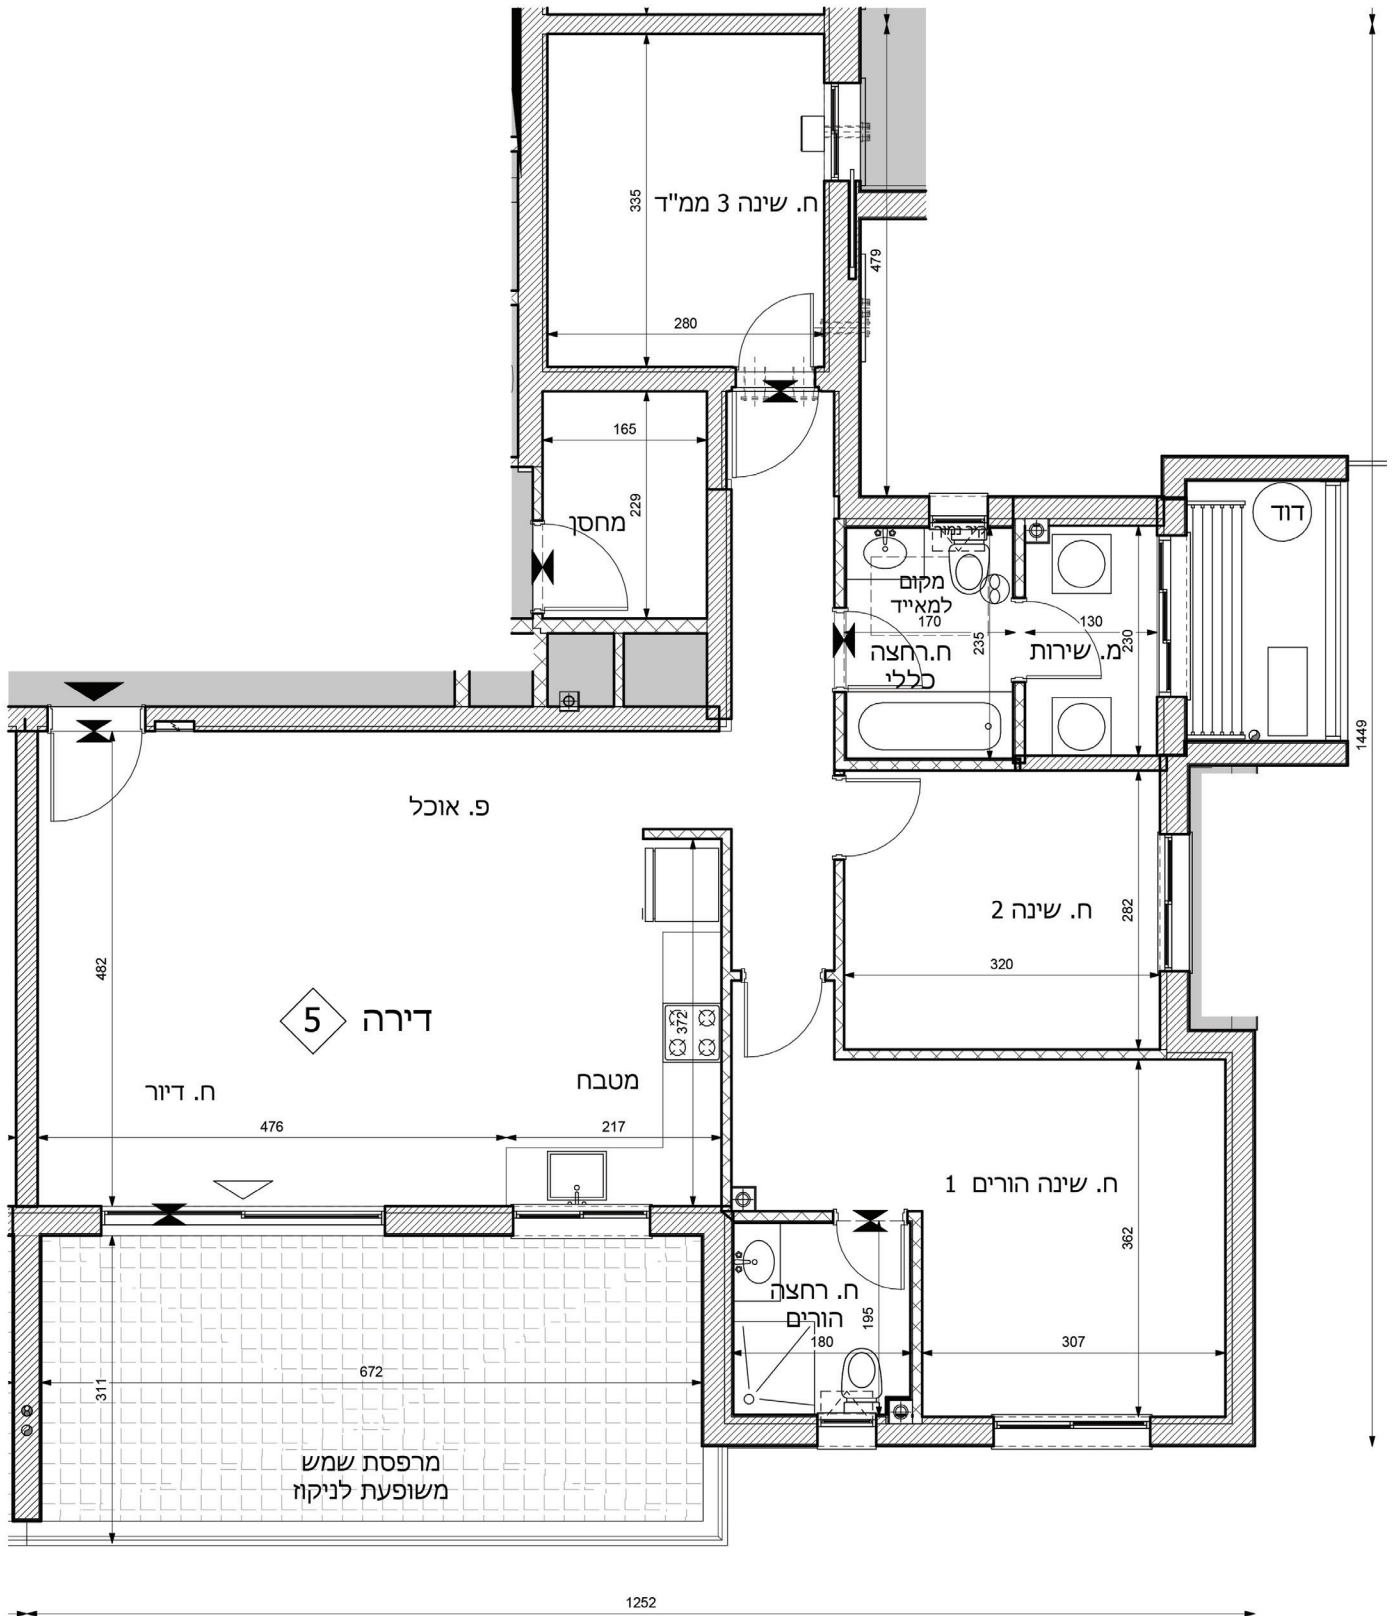 ח. שינה 3 ממ"ד
335
280
479
165
229
מחסן
דוד
קיר נמוך
מקום
למאייד
170
235
ח.רחצה
כללי
130
230
מ. שירות
1449
פ. אוכל
482
372
ח. שינה 2
282
320
דירה 5
מטבח
ח. דיור
476
217
ח. שינה הורים 1
362
ח. רחצה
הורים
195
180
307
672
311
מרפסת שמש
משופעת לניקוז
1252